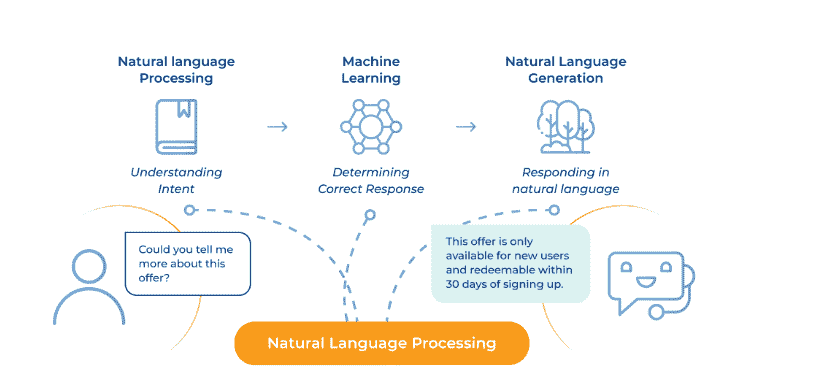 Natural language
Processing
Machine
Learning
Natural Language
Generation
Understanding
Intent
Determining
Correct Response
Responding in
natural language
Could you tell me
more about this
offer?
This offer is only
available for new users
and redeemable within
30 days of signing up.
Natural Language Processing